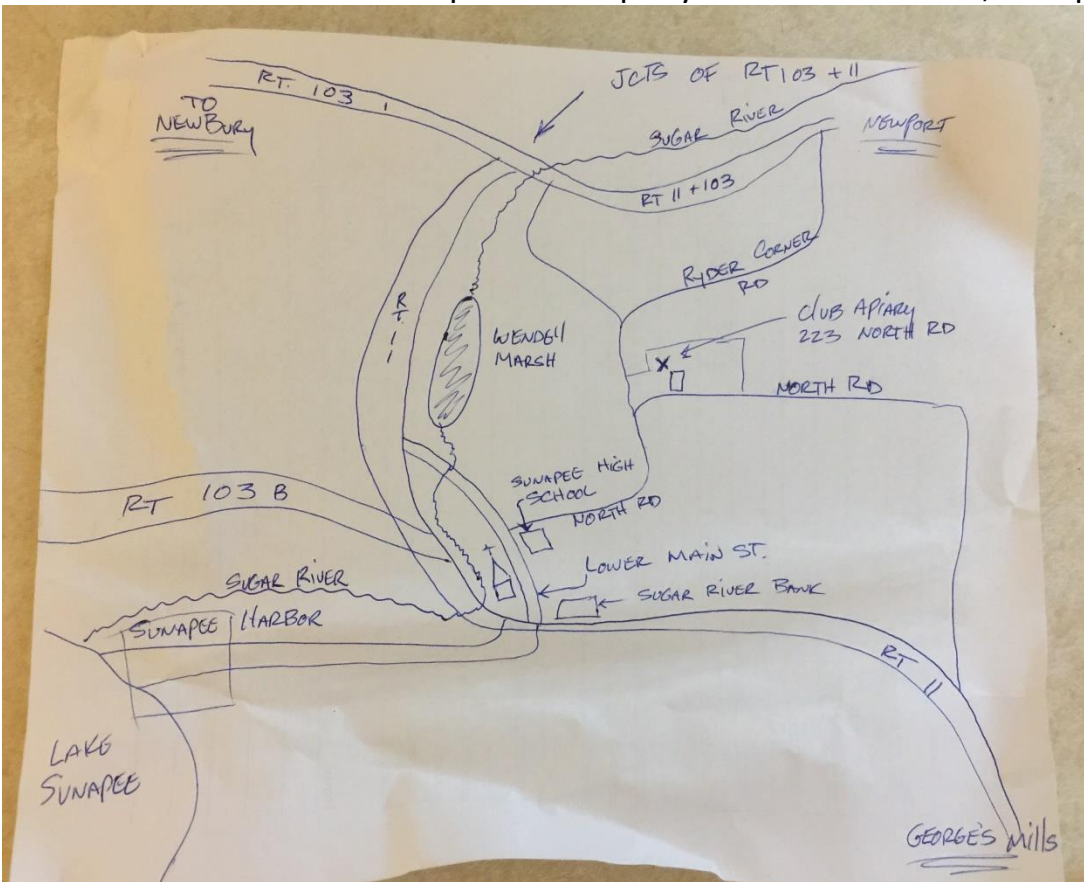 JCTS OF RT 103 + 11
RT. 103
TO
NEWBURY
SUGAR RIVER
NEWPORT
RT 11 + 103
RYDER CORNER
RD
RT. 11
WENDELL
MARSH
CLUB APIARY
223 NORTH RD
X
NORTH RD
SUNAPEE HIGH
SCHOOL
NORTH RD
RT 103 B
LOWER MAIN ST.
SUGAR RIVER BANK
SUGAR RIVER
SUNAPEE HARBOR
RT 11
LAKE
SUNAPEE
GEORGE'S Mills